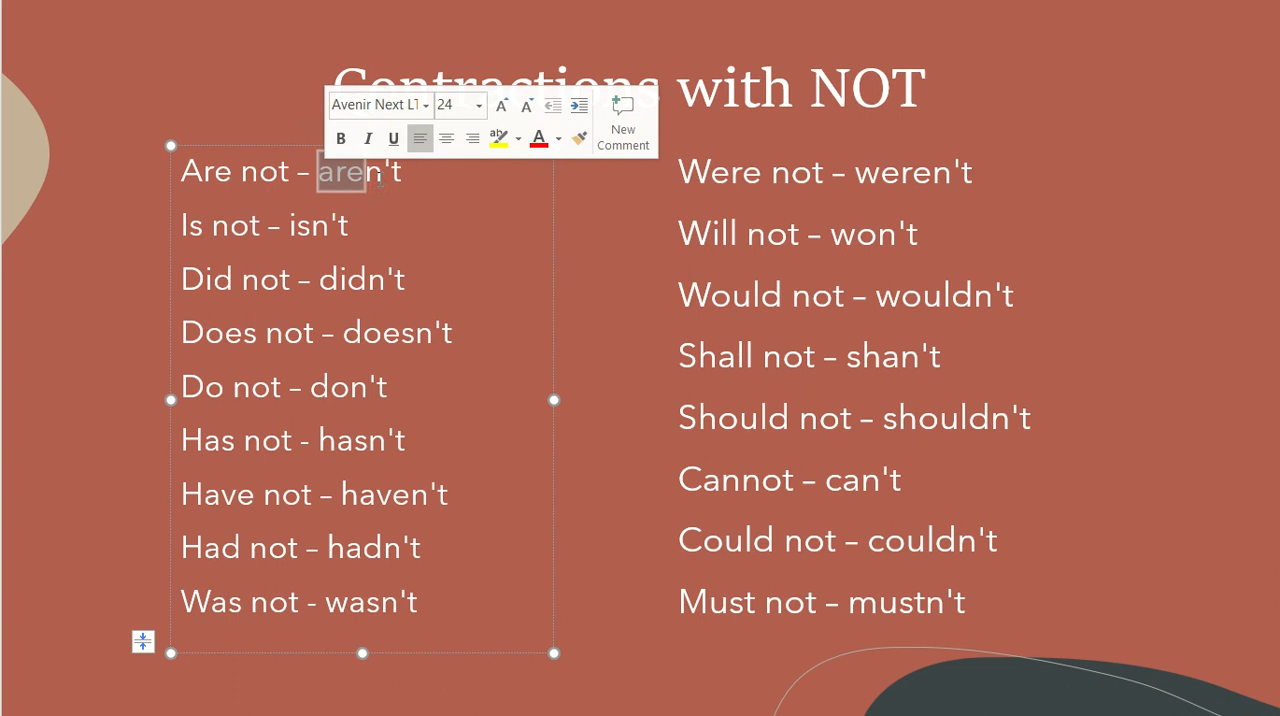 Contractions with NOT
Avenir Next LT
24
A A
B I U ab A
New
Comment
Are not – aren't
Is not – isn't
Did not – didn't
Does not – doesn't
Do not – don't
Has not - hasn't
Have not – haven't
Had not – hadn't
Was not - wasn't
Were not – weren't
Will not – won't
Would not – wouldn't
Shall not – shan't
Should not – shouldn't
Cannot – can't
Could not – couldn't
Must not – mustn't